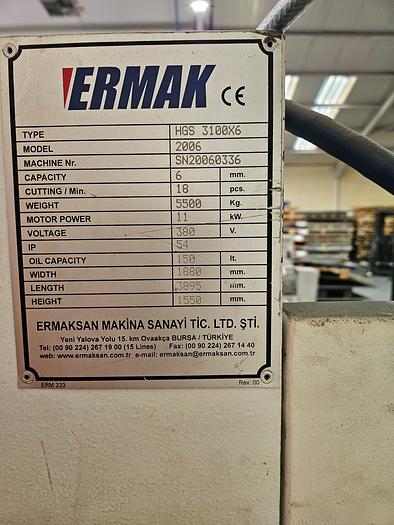 ERMAK CE
TYPE HGS 3100X6
MODEL 2006
MACHINE Nr. SN20060336
CAPACITY 6 mm.
CUTTING / Min. 18 pcs.
WEIGHT 5500 Kg.
MOTOR POWER 11 kW.
VOLTAGE 380 V.
IP 54
OIL CAPACITY 150 lt.
WIDTH 1880 mm.
LENGTH 3895 mm.
HEIGHT 1550 mm.
ERMAKSAN MAKİNA SANAYİ TİC. LTD. ŞTİ.
Yeni Yalova Yolu 15. km Ovaakça BURSA / TÜRKİYE
Tel: (00 90 224) 267 19 00 (15 Lines) Fax: (00 90 224) 267 14 40
web: www.ermaksan.com.tr e-mail: ermaksan@ermaksan.com.tr
ERM 233 Rev: 00